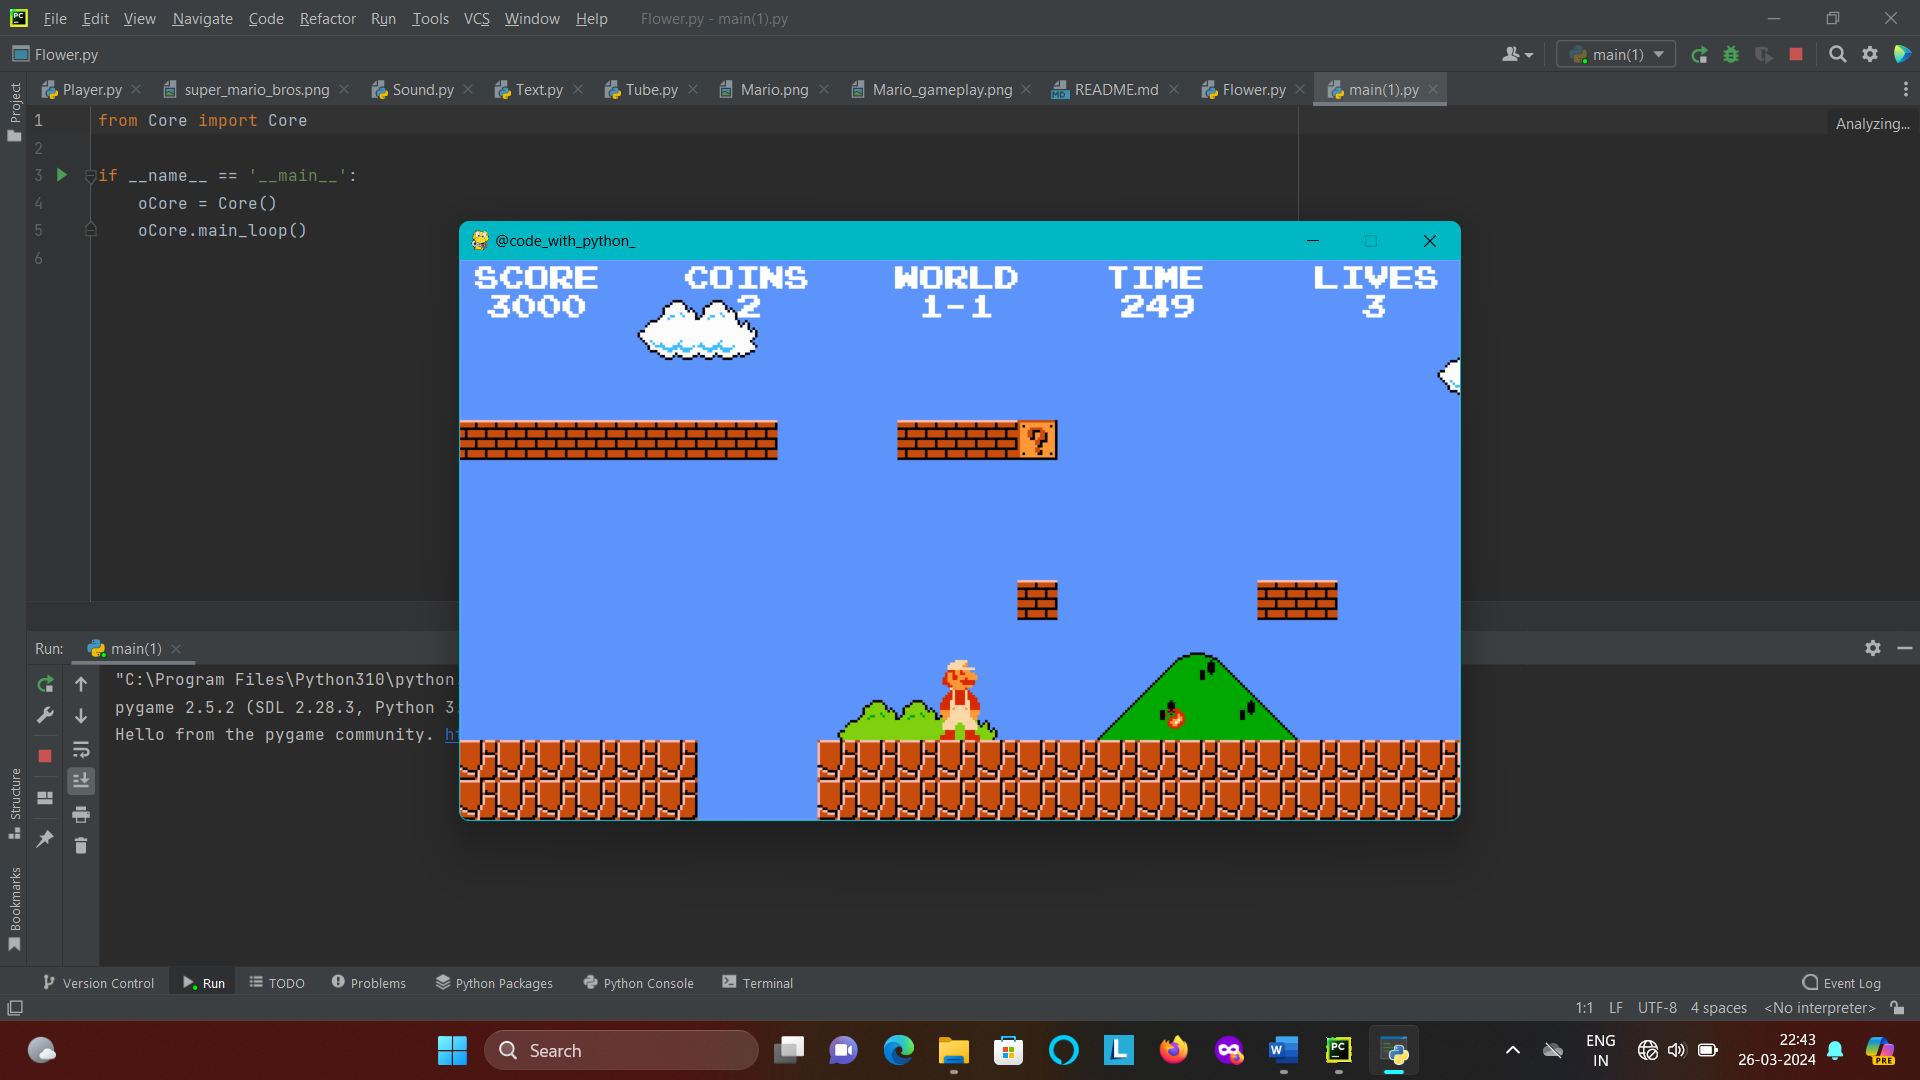 PC File Edit View Navigate Code Refactor Run Tools VCS Window Help Flower.py - main(1).py
Flower.py main(1)
Player.py super_mario_bros.png Sound.py Text.py Tube.py Mario.png Mario_gameplay.png README.md Flower.py main(1).py
Project
1 from Core import Core
Analyzing...
2
3 if __name__ == '__main__':
4 oCore = Core()
5 oCore.main_loop()
6
@code_with_python_
SCORE COINS WORLD TIME LIVES
3000 2 1-1 249 3
?
Run: main(1)
"C:\Program Files\Python310\python.
pygame 2.5.2 (SDL 2.28.3, Python 3.
Hello from the pygame community. ht
Structure
Bookmarks
Version Control Run TODO Problems Python Packages Python Console Terminal Event Log
1:1 LF UTF-8 4 spaces <No interpreter>
Search L W PC ENG 22:43
IN 26-03-2024 PRE